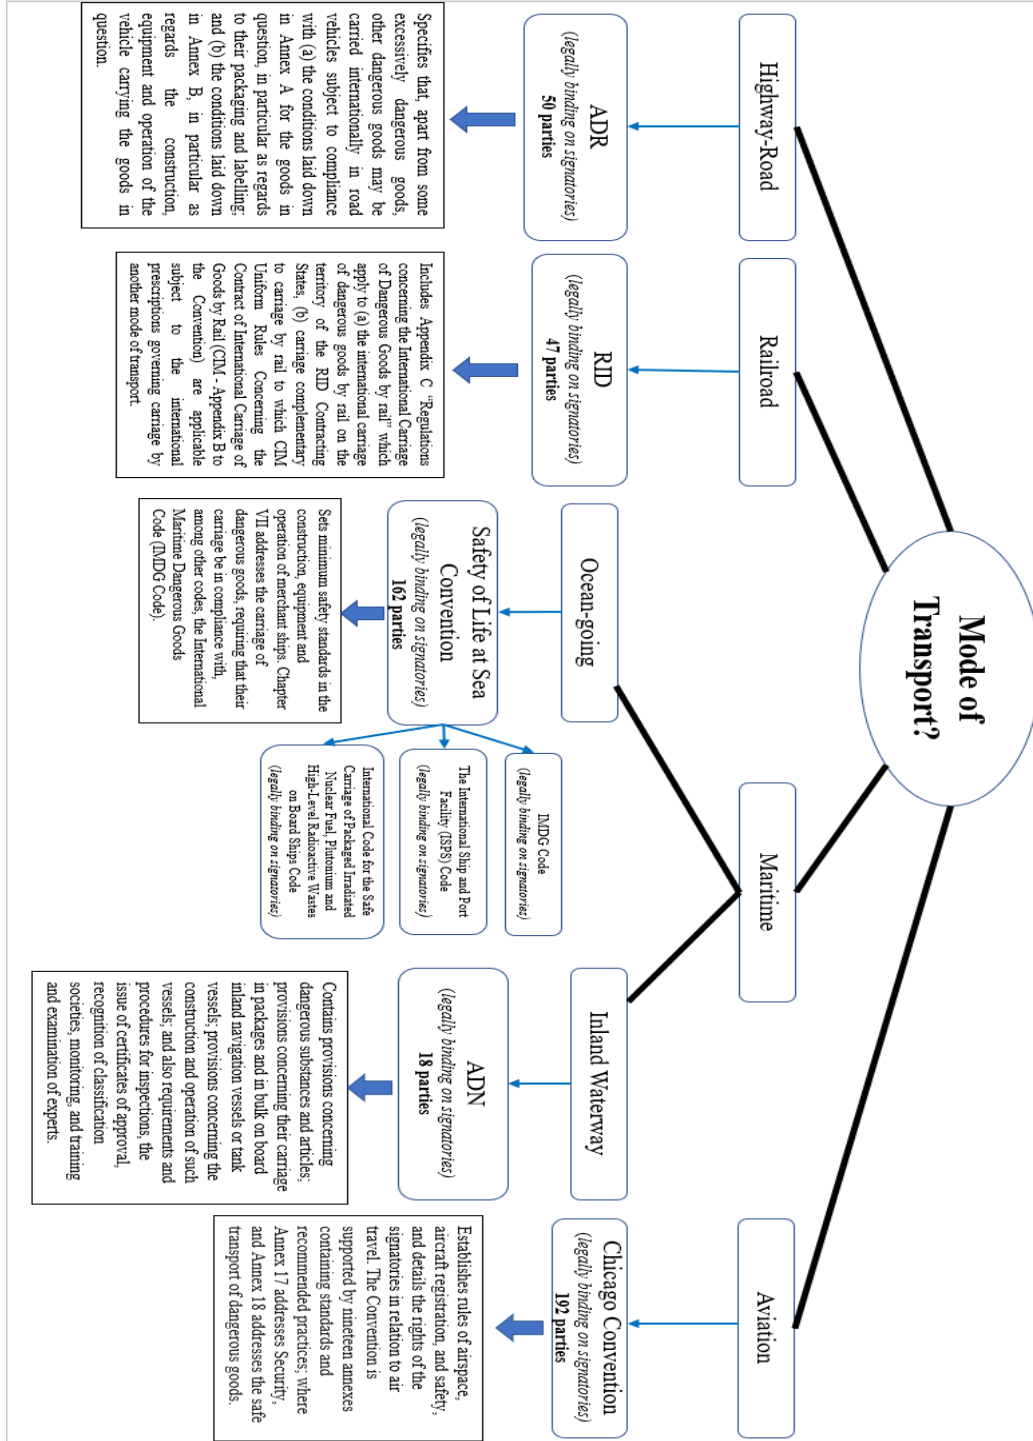 Mode of
Transport?
Highway-Road
Railroad
Maritime
Aviation
Ocean-going
Inland Waterway
ADR
(legally binding on signatories)
50 parties
RID
(legally binding on signatories)
47 parties
Safety of Life at Sea
Convention
(legally binding on signatories)
162 parties
ADN
(legally binding on signatories)
18 parties
Chicago Convention
(legally binding on signatories)
192 parties
IMDG Code
(legally binding on signatories)
The International Ship and Port
Facility (ISPS) Code
(legally binding on signatories)
International Code for the Safe
Carriage of Packaged Irradiated
Nuclear Fuel, Plutonium and
High-Level Radioactive Wastes
on Board Ships Code
(legally binding on signatories)
Specifies that, apart from some
excessively dangerous goods,
other dangerous goods may be
carried internationally in road
vehicles subject to compliance
with (a) the conditions laid down
in Annex A for the goods in
question, in particular as regards
to their packaging and labelling;
and (b) the conditions laid down
in Annex B, in particular as
regards the construction,
equipment and operation of the
vehicle carrying the goods in
question.
Includes Appendix C “Regulations
concerning the International Carriage
of Dangerous Goods by rail” which
apply to (a) the international carriage
of dangerous goods by rail on the
territory of the RID Contracting
States, (b) carriage complementary
to carriage by rail to which CIM
Uniform Rules Concerning the
Contract of International Carriage of
Goods by Rail (CIM - Appendix B to
the Convention) are applicable
subject to the international
prescriptions governing carriage by
another mode of transport.
Sets minimum safety standards in the
construction, equipment and
operation of merchant ships. Chapter
VII addresses the carriage of
dangerous goods, requiring that their
carriage be in compliance with,
among other codes, the International
Maritime Dangerous Goods
Code (IMDG Code).
Contains provisions concerning
dangerous substances and articles;
provisions concerning their carriage
in packages and in bulk on board
inland navigation vessels or tank
vessels; provisions concerning the
construction and operation of such
vessels; and also requirements and
procedures for inspections, the
issue of certificates of approval,
recognition of classification
societies, monitoring, and training
and examination of experts.
Establishes rules of airspace,
aircraft registration, and safety,
and details the rights of the
signatories in relation to air
travel. The Convention is
supported by nineteen annexes
containing standards and
recommended practices; where
Annex 17 addresses Security,
and Annex 18 addresses the safe
transport of dangerous goods.